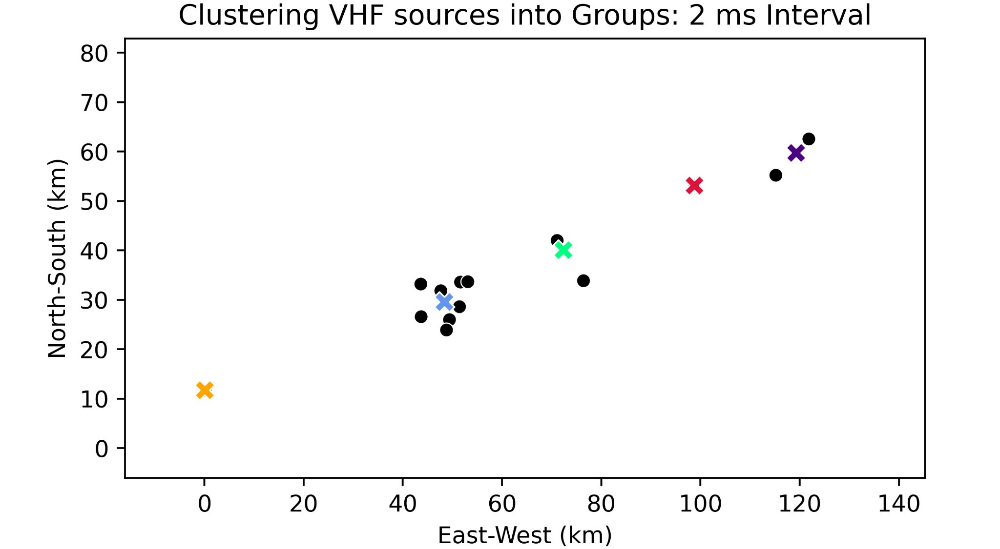 Clustering VHF sources into Groups: 2 ms Interval
80
70
60
50
40
30
20
10
0
North-South (km)
0 20 40 60 80 100 120 140
East-West (km)